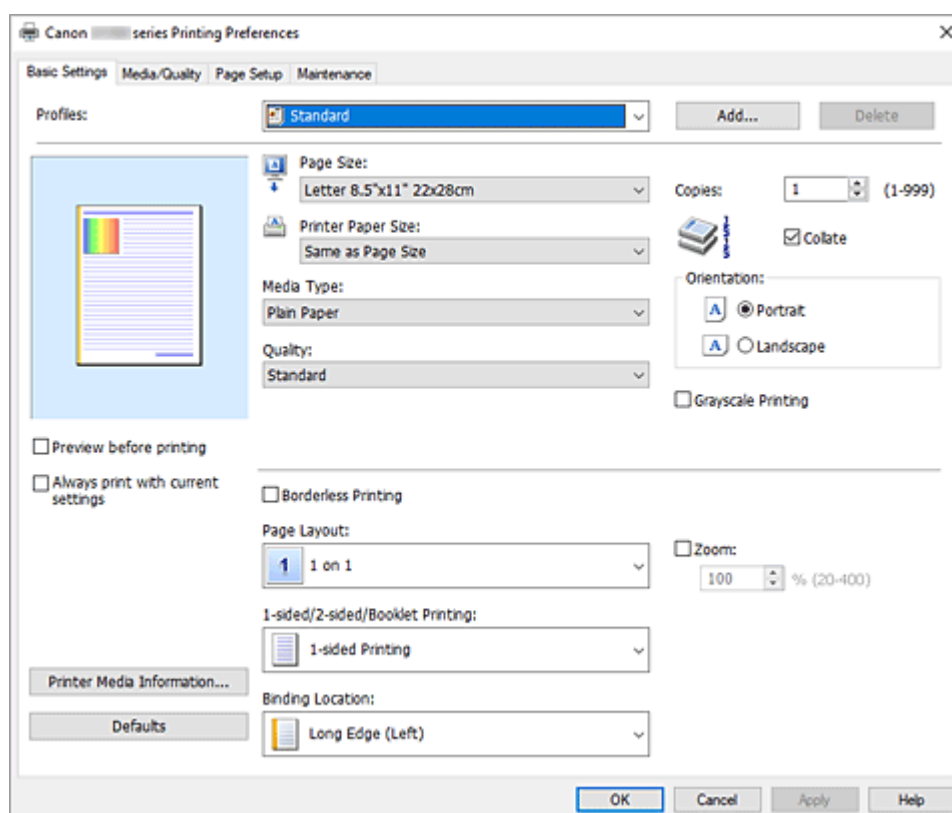 Canon series Printing Preferences
Basic Settings Media/Quality Page Setup Maintenance
Profiles: Standard Add... Delete
Page Size:
Letter 8.5"x11" 22x28cm
Copies: 1 (1-999)
Printer Paper Size:
Same as Page Size
Collate
Media Type:
Plain Paper
Orientation:
A Portrait
A Landscape
Quality:
Standard
Grayscale Printing
Preview before printing
Always print with current
settings
Borderless Printing
Page Layout:
1 1 on 1
Zoom:
100 % (20-400)
1-sided/2-sided/Booklet Printing:
1-sided Printing
Printer Media Information...
Binding Location:
Defaults
Long Edge (Left)
OK Cancel Apply Help